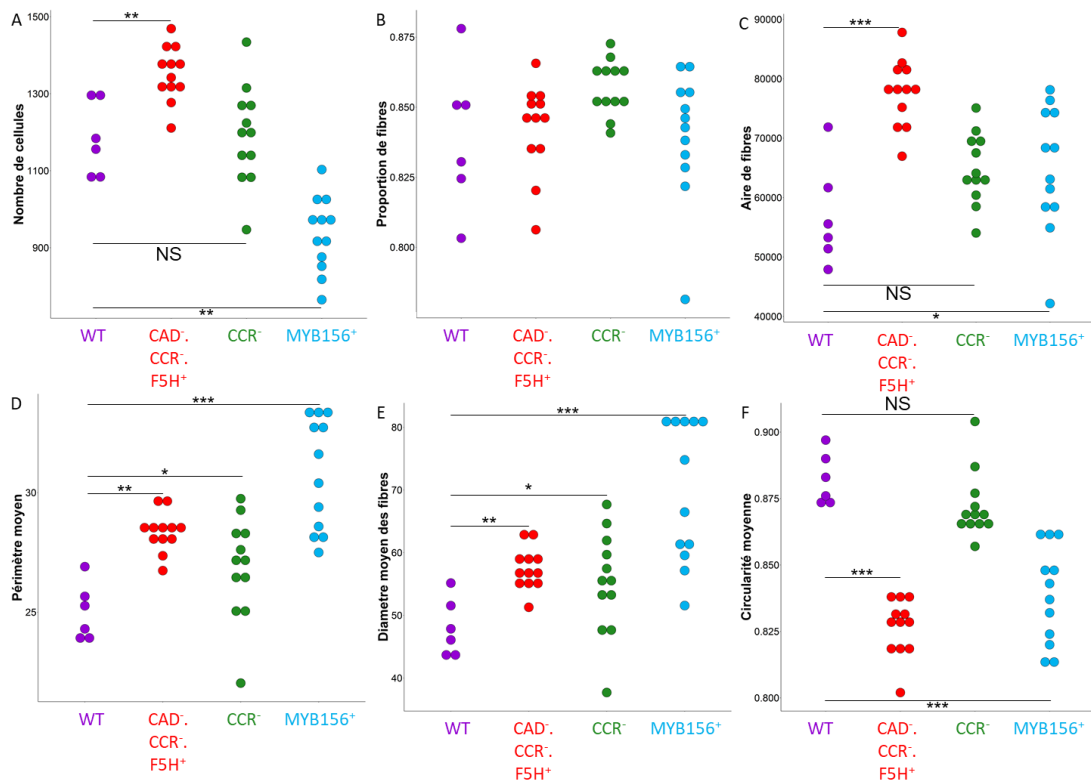 A
Nombre de cellules
1500
1300
1100
900
**
NS
**
WT
CAD⁻.
CCR⁻.
F5H⁺
CCR⁻
MYB156⁺
B
Proportion de fibres
0.875
0.850
0.825
0.800
WT
CAD⁻.
CCR⁻.
F5H⁺
CCR⁻
MYB156⁺
C
Aire de fibres
90000
80000
70000
60000
50000
40000
***
NS
*
WT
CAD⁻.
CCR⁻.
F5H⁺
CCR⁻
MYB156⁺
D
Périmètre moyen
30
25
***
*
**
WT
CAD⁻.
CCR⁻.
F5H⁺
CCR⁻
MYB156⁺
E
Diametre moyen des fibres
80
70
60
50
40
***
*
**
WT
CAD⁻.
CCR⁻.
F5H⁺
CCR⁻
MYB156⁺
F
Circularité moyenne
0.900
0.875
0.850
0.825
0.800
NS
***
***
WT
CAD⁻.
CCR⁻.
F5H⁺
CCR⁻
MYB156⁺